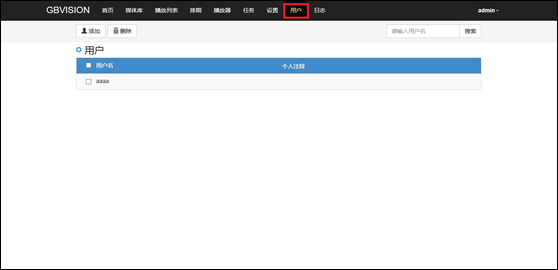 GBVISION 首页 媒体库 播放列表 排期 播放器 任务 设置 用户 日志 admin
添加 删除 请输入用户名 搜索
用户
用户名 个人注释
aaaa